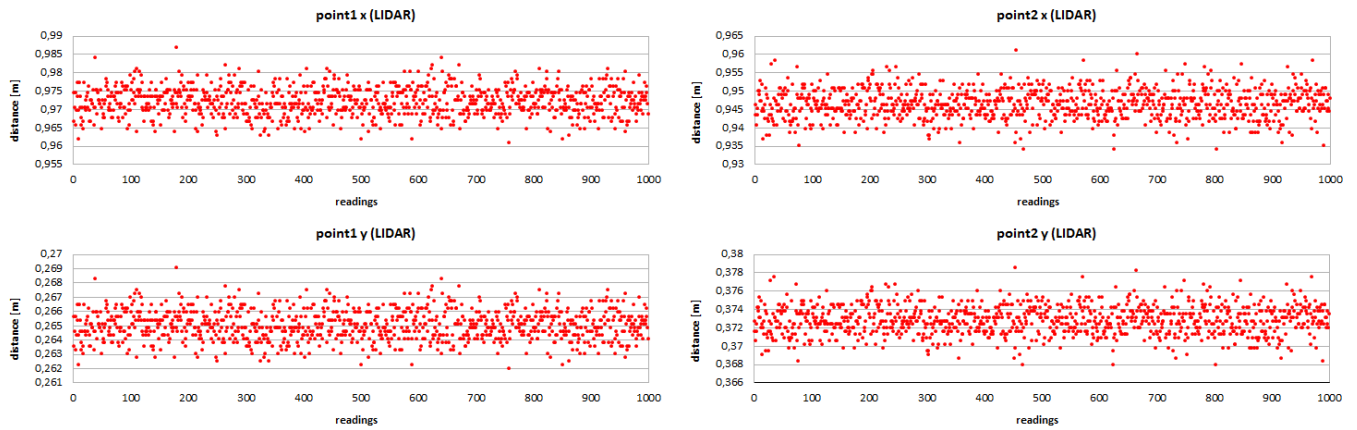 point1 x (LIDAR)
0,99
0,985
0,98
0,975
0,97
0,965
0,96
0,955
distance [m]
0 100 200 300 400 500 600 700 800 900 1000
readings
point2 x (LIDAR)
0,965
0,96
0,955
0,95
0,945
0,94
0,935
0,93
distance [m]
0 100 200 300 400 500 600 700 800 900 1000
readings
point1 y (LIDAR)
0,27
0,269
0,268
0,267
0,266
0,265
0,264
0,263
0,262
0,261
distance [m]
0 100 200 300 400 500 600 700 800 900 1000
readings
point2 y (LIDAR)
0,38
0,378
0,376
0,374
0,372
0,37
0,368
0,366
distance [m]
0 100 200 300 400 500 600 700 800 900 1000
readings